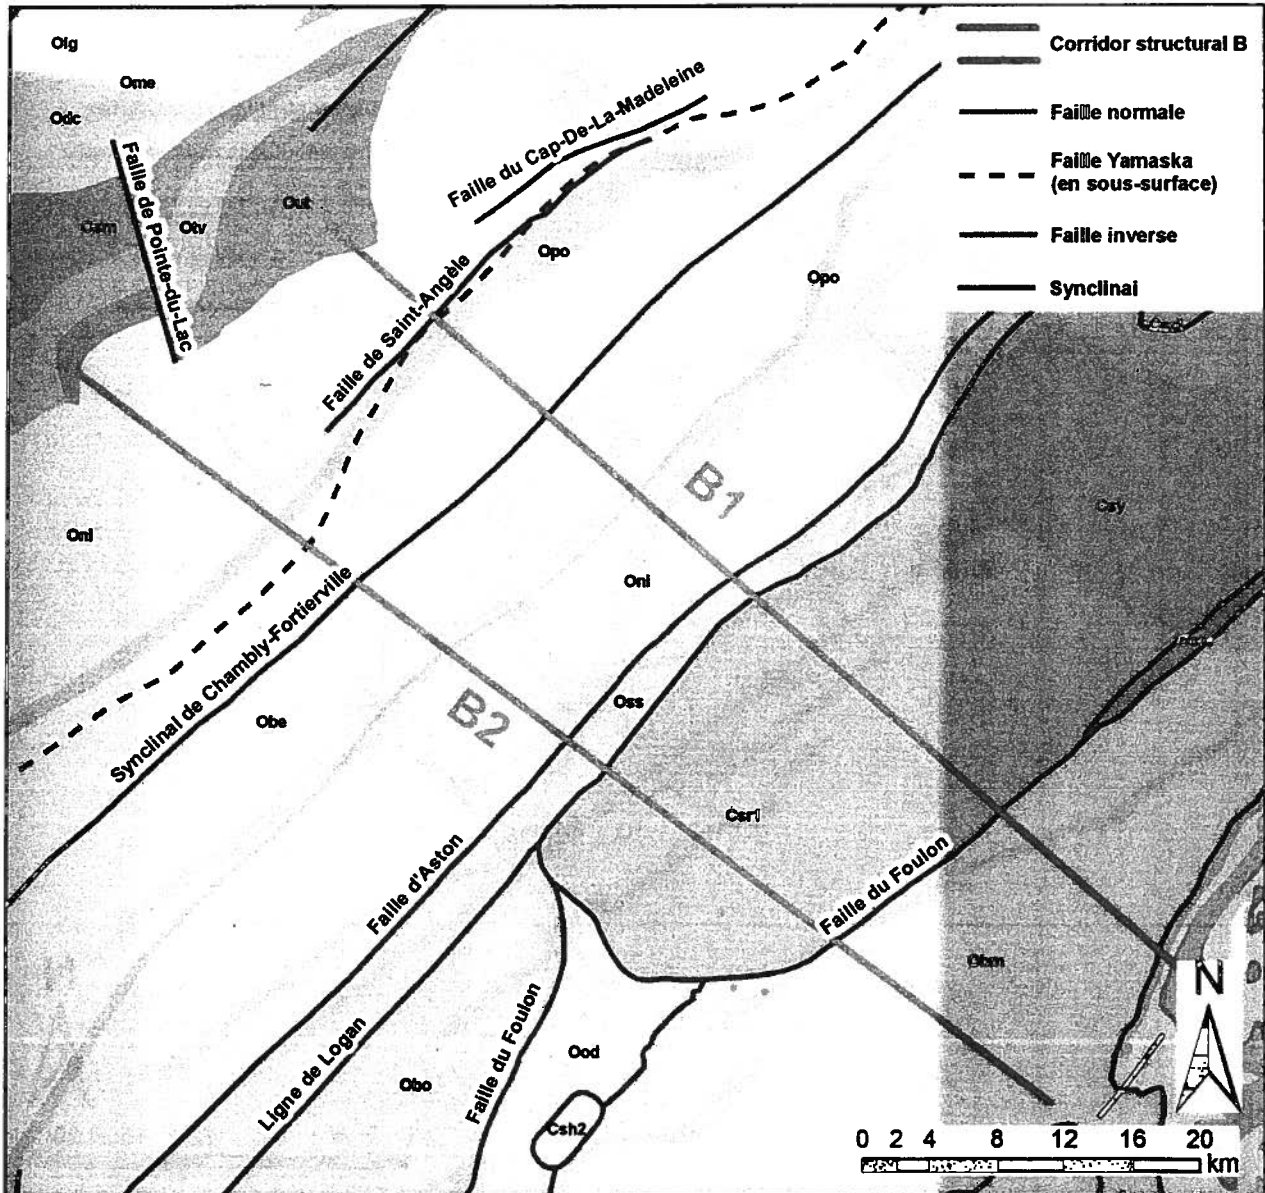 Olg
Ome
Odc
Faille de Pointe-du-Lac
Otv
Out
Faille du Cap-De-La-Madeleine
Faille de Saint-Angèle
Opo
Opo
Corridor structural B
Faille normale
Faille Yamaska
(en sous-surface)
Faille inverse
Synclinal
Csy
B1
Onl
Onl
Synclinal de Chambly-Fortierville
Obe
B2
Oss
Csr1
Faille d'Aston
Faille du Foulon
Obm
N
Ligne de Logan
Obo
Faille du Foulon
Ood
Csh2
0 2 4 8 12 16 20
km